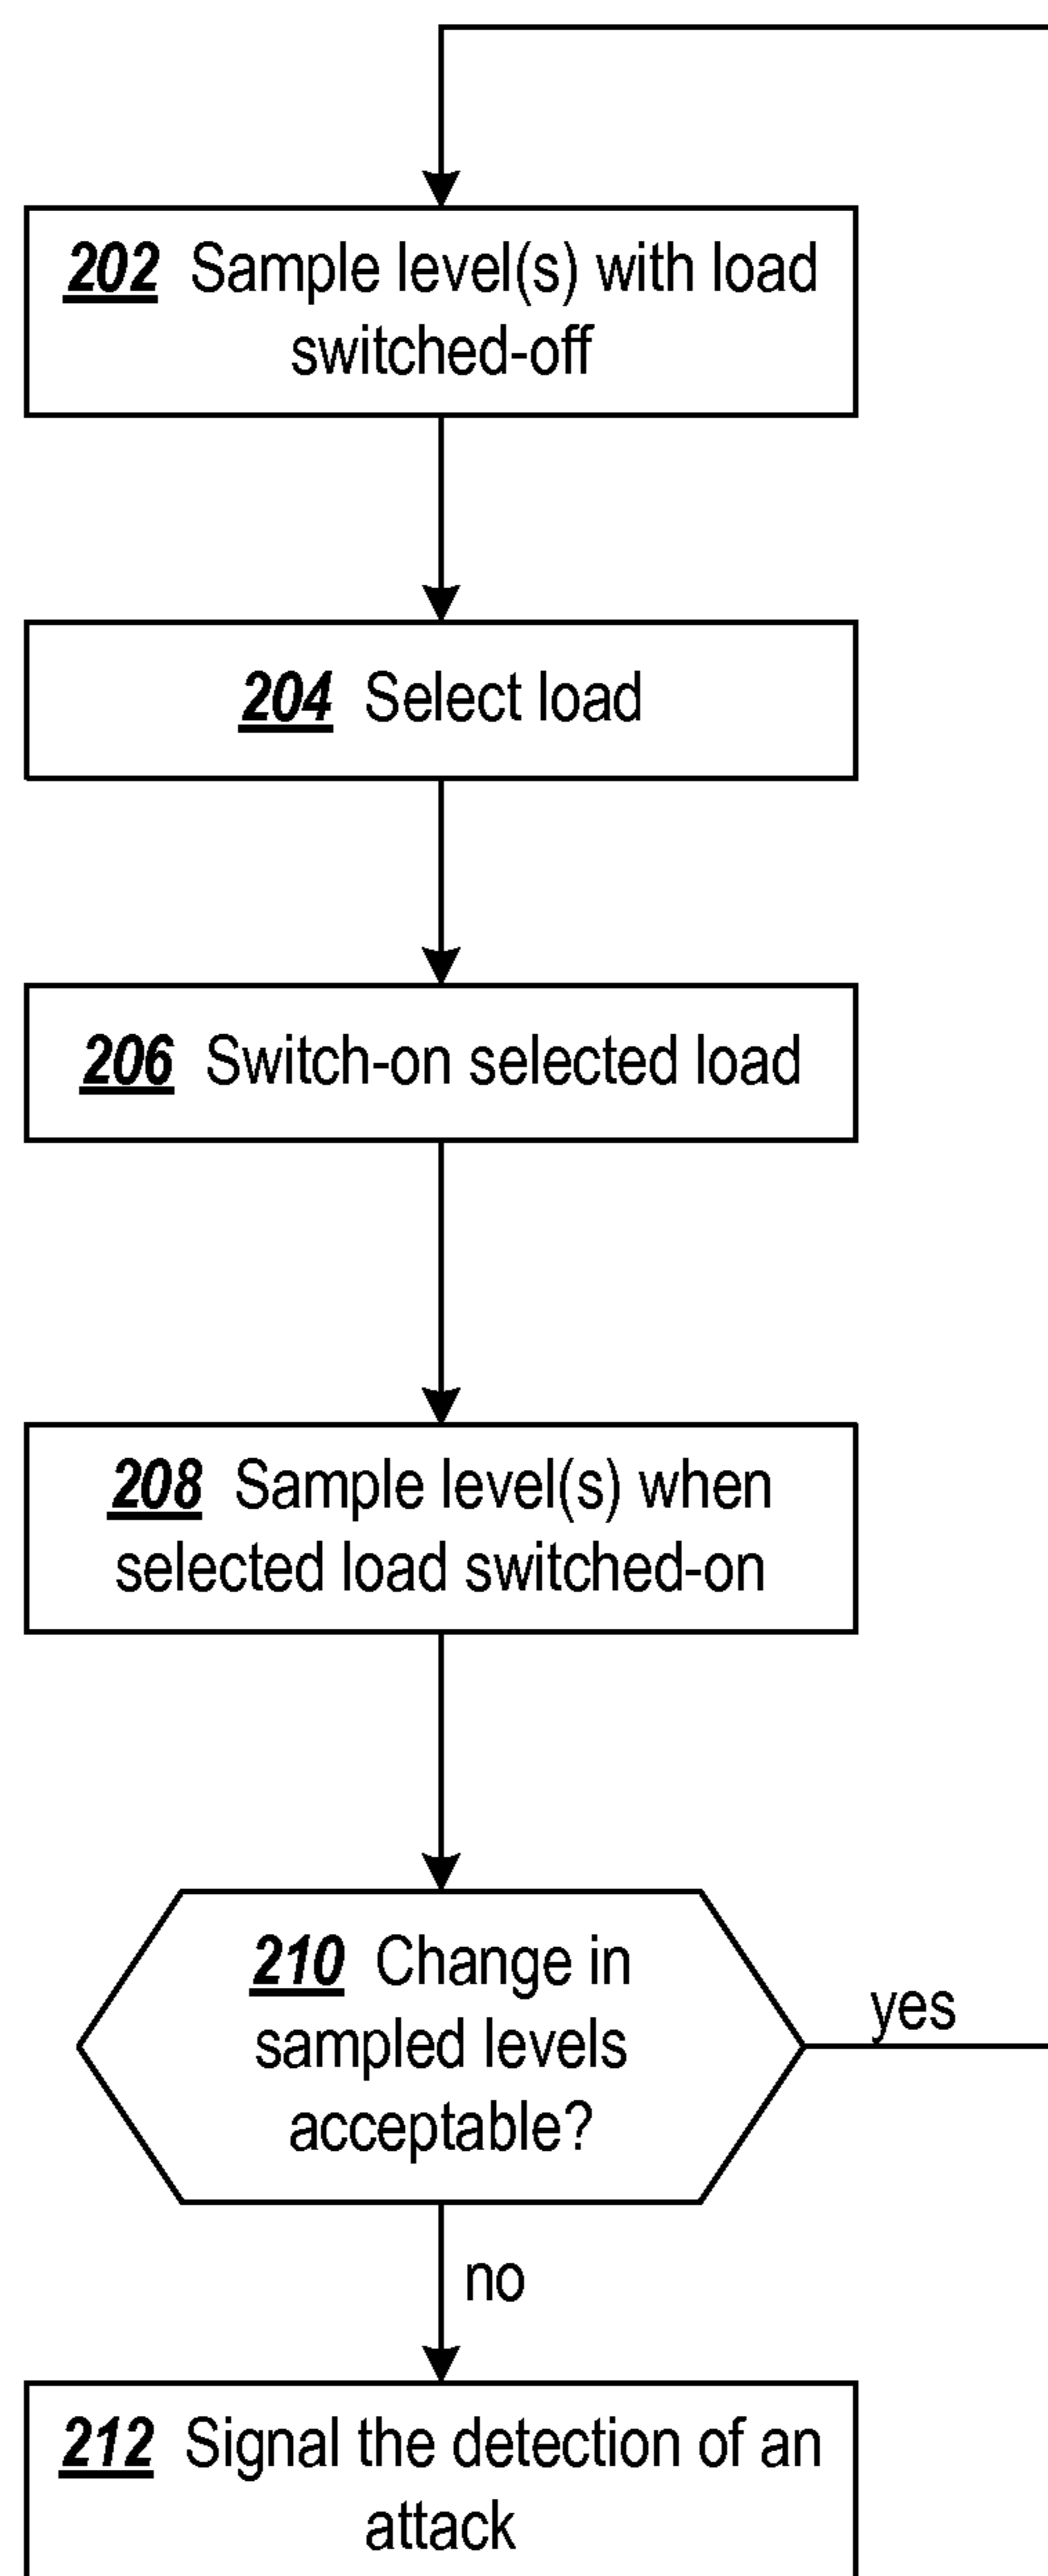 202 Sample level(s) with load
switched-off
204 Select load
206 Switch-on selected load
208 Sample level(s) when
selected load switched-on
210 Change in
sampled levels
acceptable?
yes
no
212 Signal the detection of an
attack